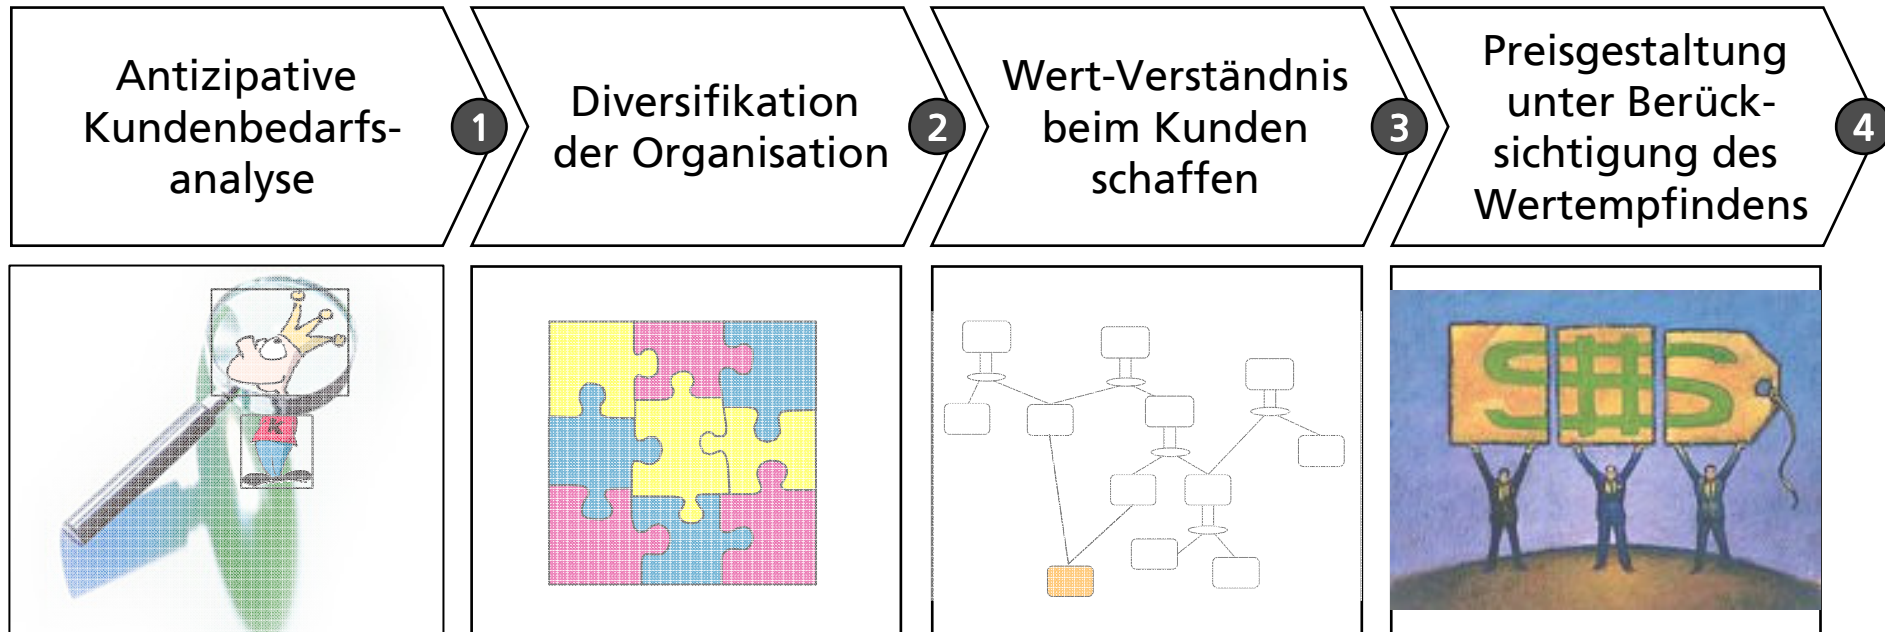 Antizipative
Kundenbedarfs-
analyse
1
Diversifikation
der Organisation
2
Wert-Verständnis
beim Kunden
schaffen
3
Preisgestaltung
unter Berück-
sichtigung des
Wertempfindens
4
K